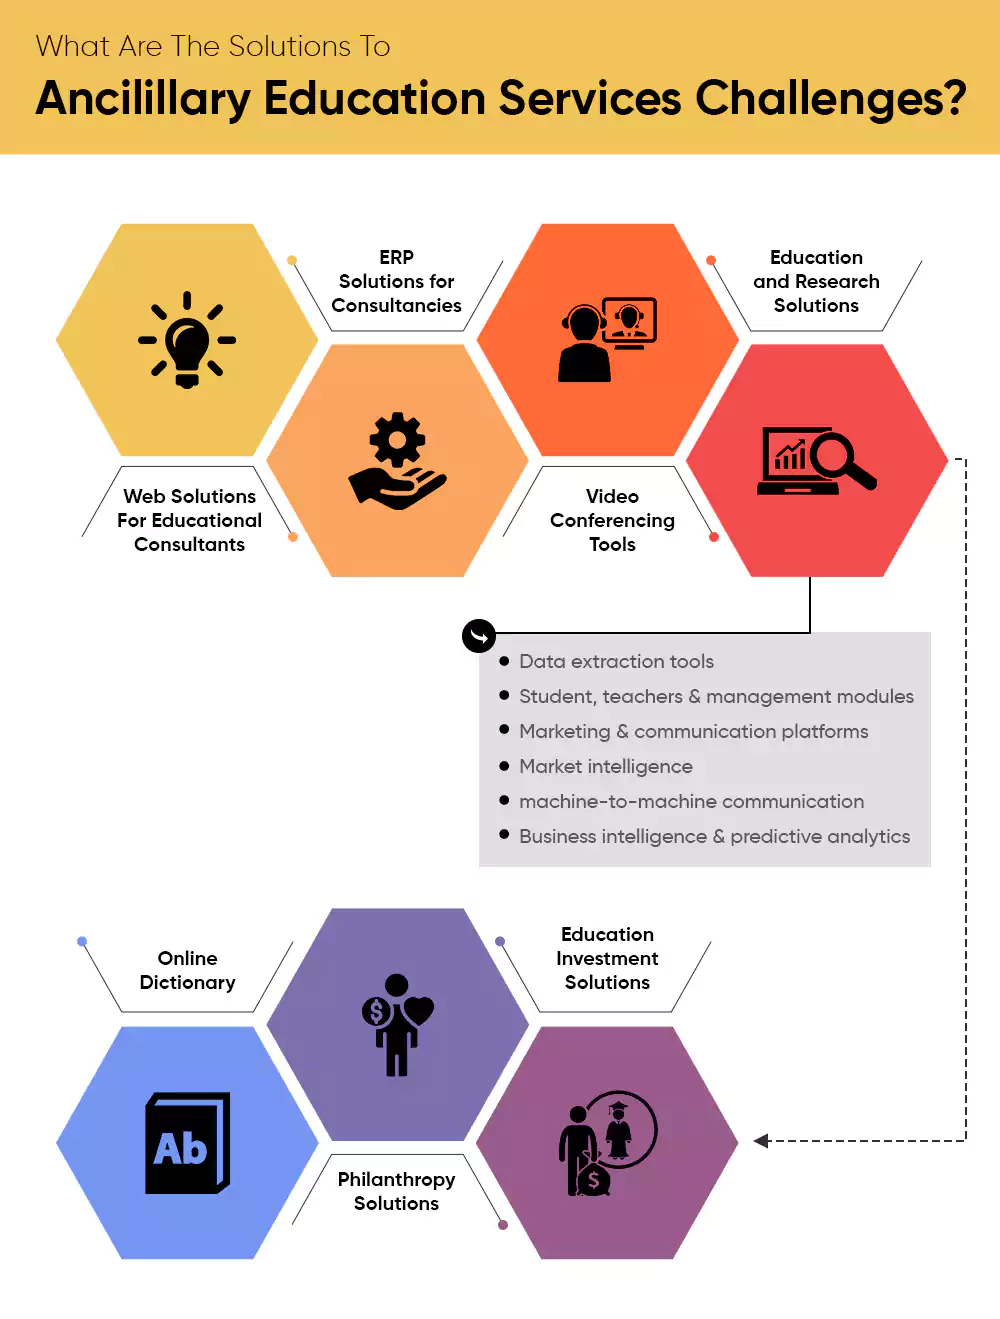 What Are The Solutions To
Ancilillary Education Services Challenges?
ERP
Solutions for
Consultancies
Education
and Research
Solutions
Web Solutions
For Educational
Consultants
Video
Conferencing
Tools
Data extraction tools
Student, teachers & management modules
Marketing & communication platforms
Market intelligence
machine-to-machine communication
Business intelligence & predictive analytics
Online
Dictionary
Education
Investment
Solutions
$
Ab
Philanthropy
Solutions
$